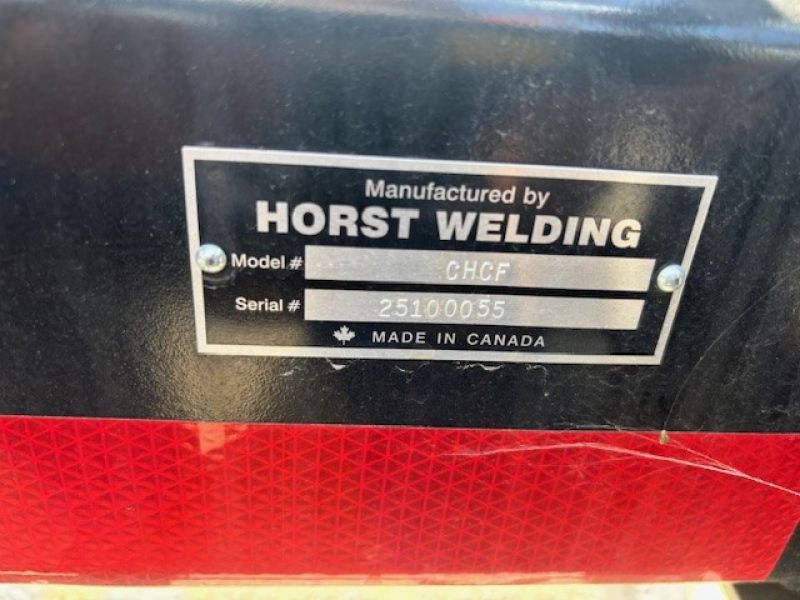 Manufactured by
HORST WELDING
Model # CHCF
Serial # 25100055
MADE IN CANADA